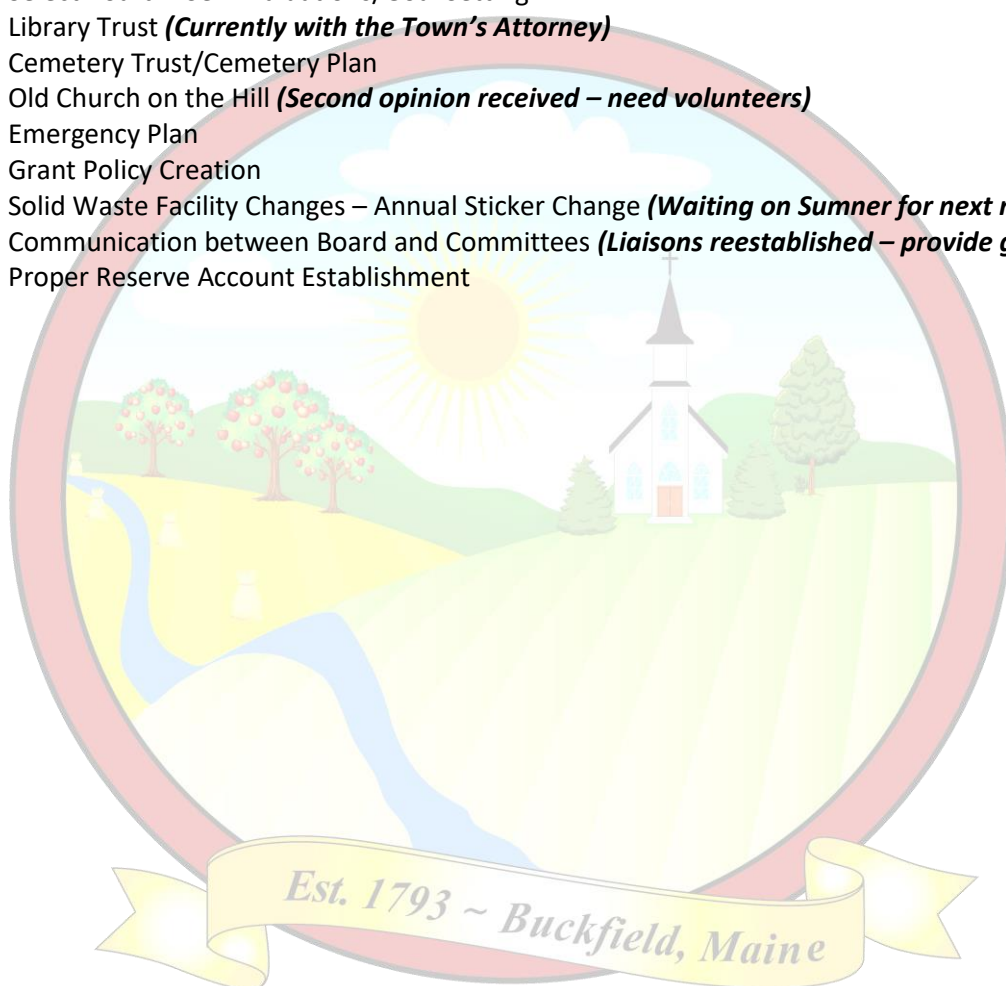 Library Trust (Currently with the Town's Attorney)
Cemetery Trust/Cemetery Plan
Old Church on the Hill (Second opinion received – need volunteers)
Emergency Plan
Grant Policy Creation
Solid Waste Facility Changes – Annual Sticker Change (Waiting on Sumner for next
Communication between Board and Committees (Liaisons reestablished – provide
Proper Reserve Account Establishment
Est. 1793 ~ Buckfield, Maine